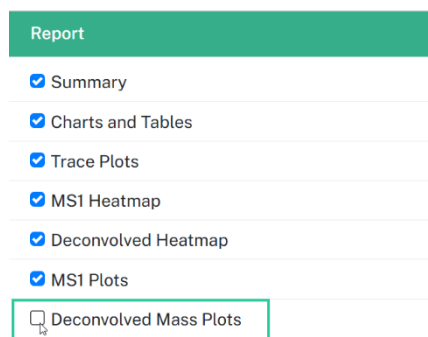 Report
Summary
Charts and Tables
Trace Plots
MS1 Heatmap
Deconvolved Heatmap
MS1 Plots
Deconvolved Mass Plots